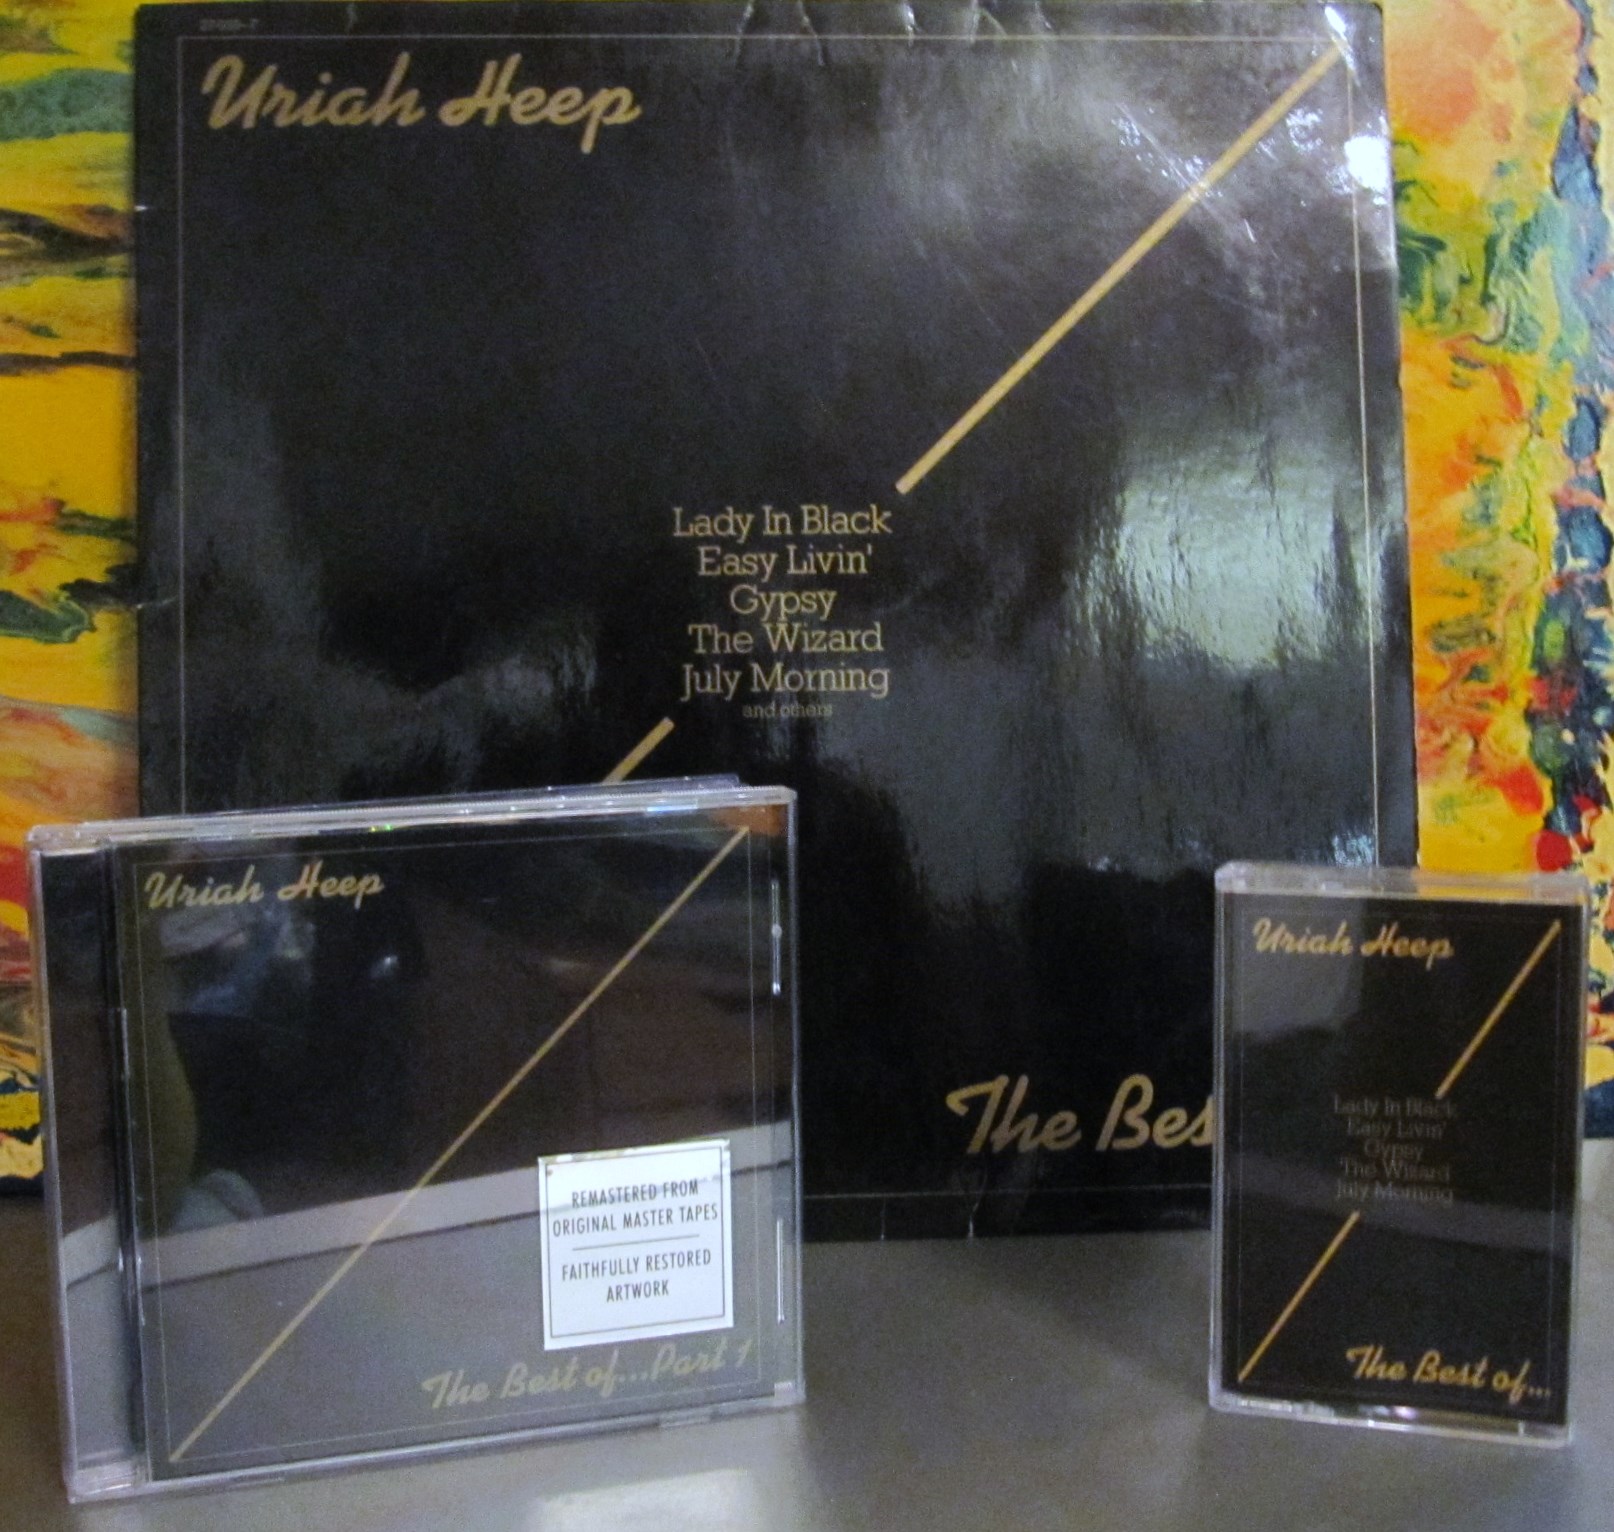 Uriah Heep
Lady In Black
Easy Livin'
Gypsy
The Wizard
July Morning
and others
The Bes
Uriah Heep
REMASTERED FROM
ORIGINAL MASTER TAPES
FAITHFULLY RESTORED
ARTWORK
The Best of...Part 1
Uriah Heep
Lady In Black
Easy Livin'
Gypsy
The Wizard
July Morning
The Best of...